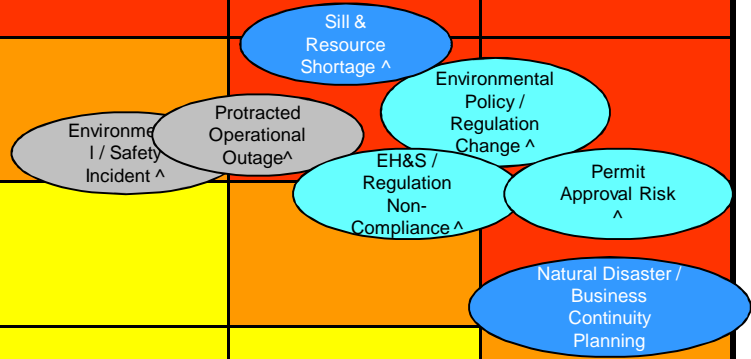 Sill &
Resource
Shortage ^
Environmental
Policy /
Regulation
Change ^
Protracted
Operational
Outage^
Environme
l / Safety
Incident ^
EH&S /
Regulation
Non-
Compliance ^
Permit
Approval Risk
^
Natural Disaster /
Business
Continuity
Planning